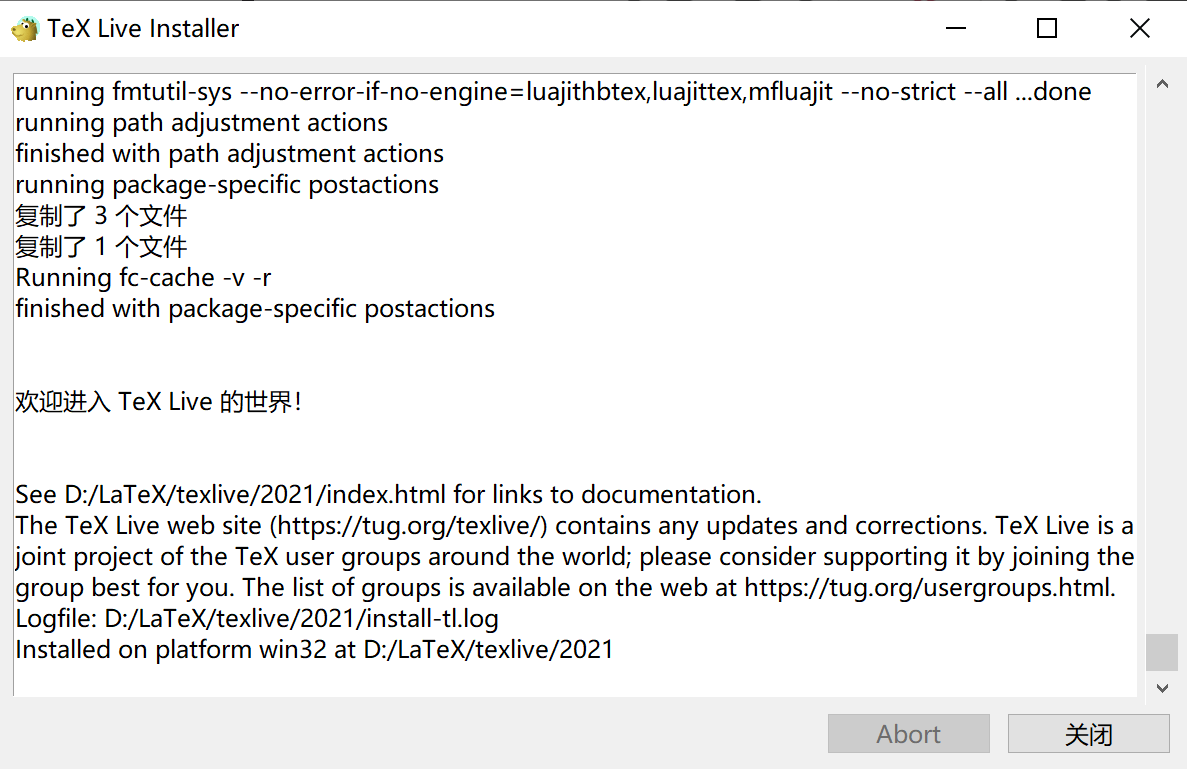 TeX Live Installer
running fmtutil-sys --no-error-if-no-engine=luajithbtex,luajittex,mfluajit --no-strict --all ...done
running path adjustment actions
finished with path adjustment actions
running package-specific postactions
复制了 3 个文件
复制了 1 个文件
Running fc-cache -v -r
finished with package-specific postactions
欢迎进入 TeX Live 的世界！
See D:/LaTeX/texlive/2021/index.html for links to documentation.
The TeX Live web site (https://tug.org/texlive/) contains any updates and corrections. TeX Live is a
joint project of the TeX user groups around the world; please consider supporting it by joining the
group best for you. The list of groups is available on the web at https://tug.org/usergroups.html.
Logfile: D:/LaTeX/texlive/2021/install-tl.log
Installed on platform win32 at D:/LaTeX/texlive/2021
Abort
关闭